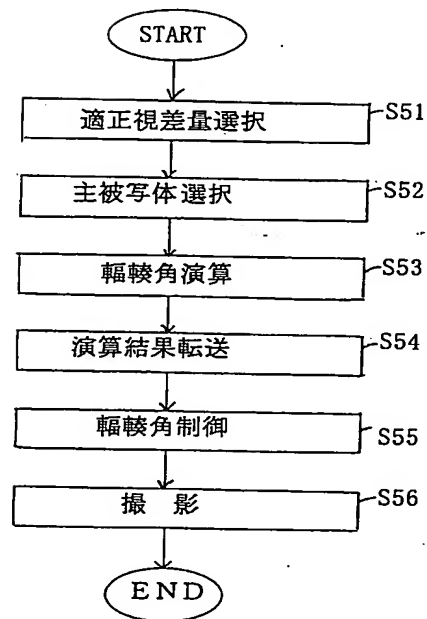 START
適正視差量選択 S51
主被写体選択 S52
輻輳角演算 S53
演算結果転送 S54
輻輳角制御 S55
撮 影 S56
END